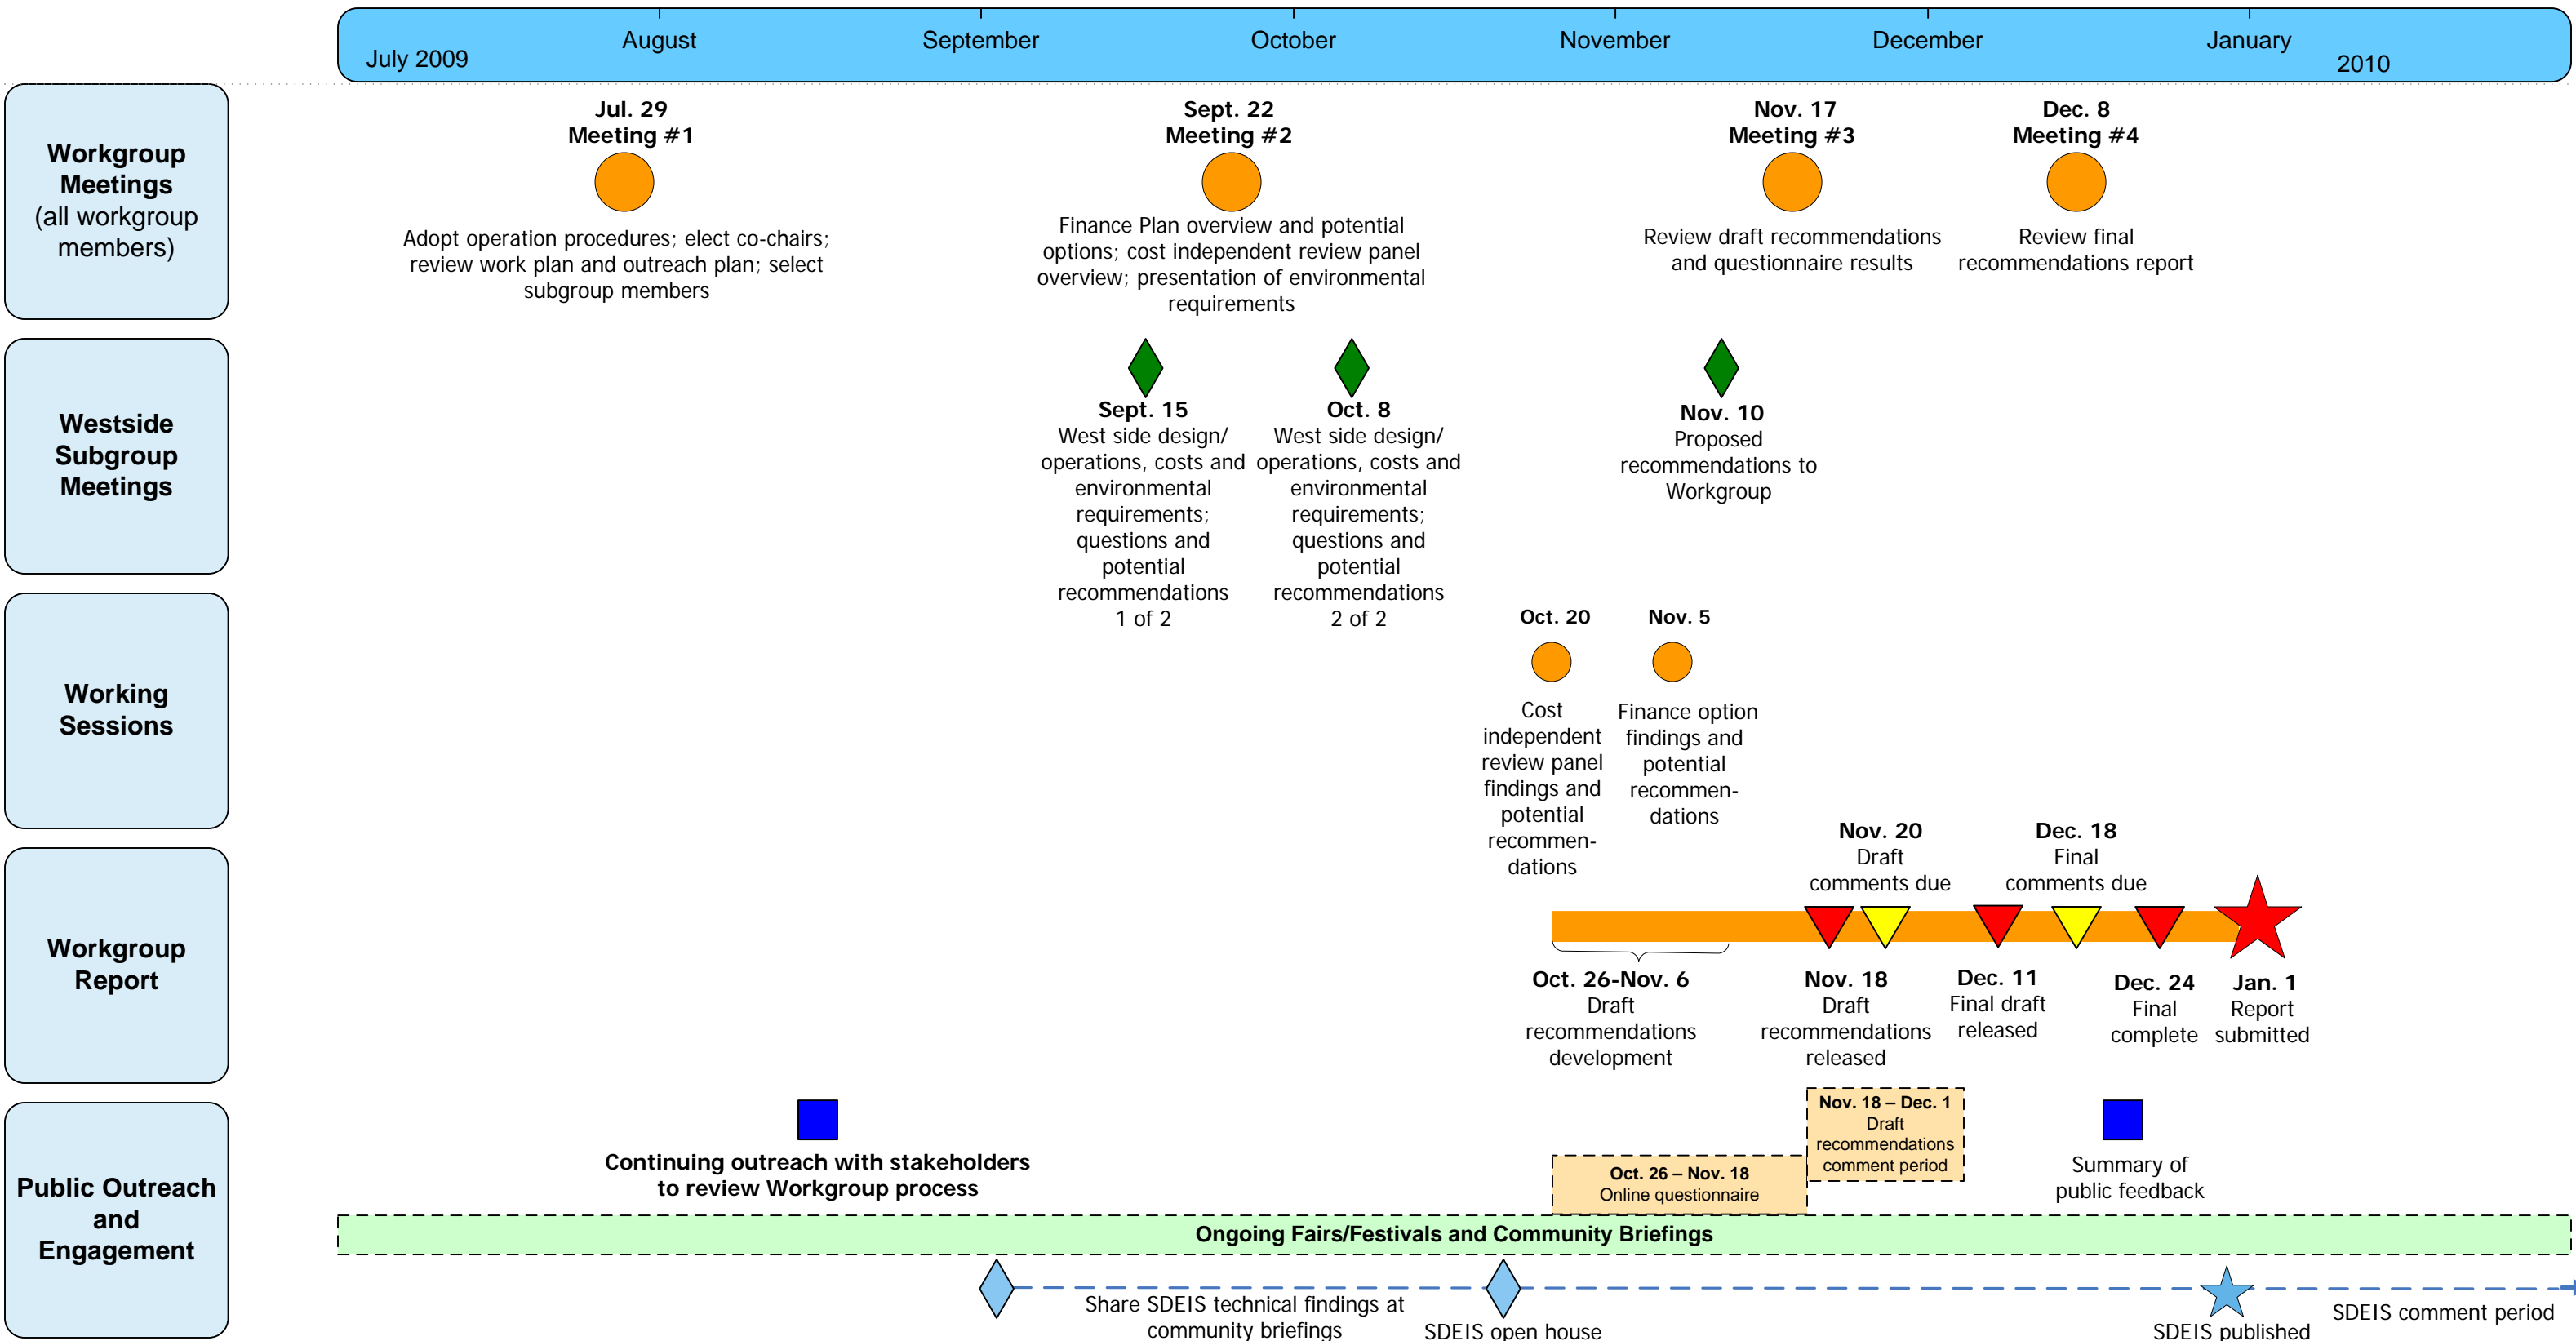 August
September
October
November
December
January
July 2009
2010
Workgroup
Meetings
(all workgroup
members)
Jul. 29
Meeting #1
Adopt operation procedures; elect co-chairs;
review work plan and outreach plan; select
subgroup members
Sept. 22
Meeting #2
Finance Plan overview and potential
options; cost independent review panel
overview; presentation of environmental
requirements
Nov. 17
Meeting #3
Review draft recommendations
and questionnaire results
Dec. 8
Meeting #4
Review final
recommendations report
Westside
Subgroup
Meetings
Sept. 15
West side design/
operations, costs and
environmental
requirements;
questions and
potential
recommendations
1 of 2
Oct. 8
West side design/
operations, costs and
environmental
requirements;
questions and
potential
recommendations
2 of 2
Nov. 10
Proposed
recommendations to
Workgroup
Working
Sessions
Oct. 20
Cost
independent
review panel
findings and
potential
recommen-
dations
Nov. 5
Finance option
findings and
potential
recommen-
dations
Workgroup
Report
Nov. 20
Draft
comments due
Dec. 18
Final
comments due
Oct. 26-Nov. 6
Draft
recommendations
development
Nov. 18
Draft
recommendations
released
Dec. 11
Final draft
released
Dec. 24
Final
complete
Jan. 1
Report
submitted
Public Outreach
and
Engagement
Continuing outreach with stakeholders
to review Workgroup process
Oct. 26 – Nov. 18
Online questionnaire
Nov. 18 – Dec. 1
Draft
recommendations
comment period
Summary of
public feedback
Ongoing Fairs/Festivals and Community Briefings
Share SDEIS technical findings at
community briefings
SDEIS open house
SDEIS published
SDEIS comment period